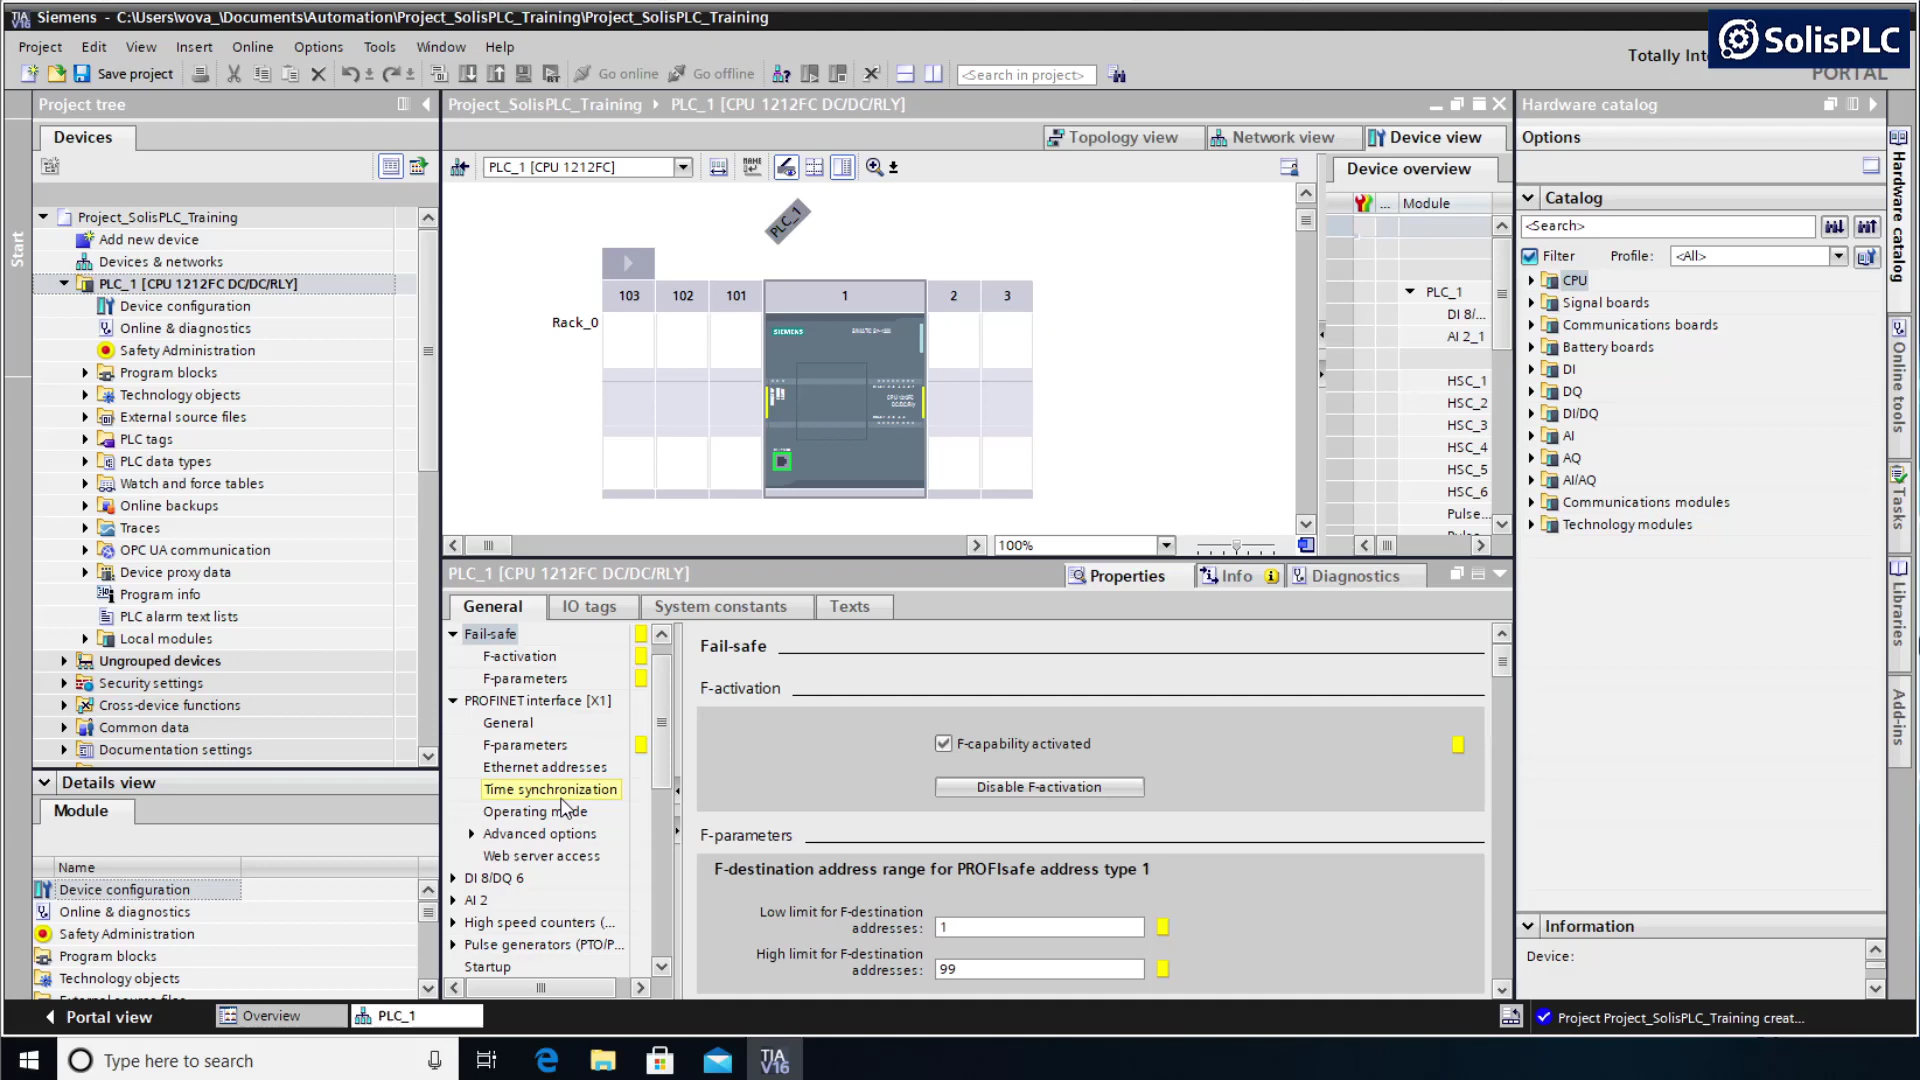 Siemens - C:\Users\vova_\Documents\Automation\Project_SolisPLC_Training\Project_SolisPLC_Training
SolisPLC
Project Edit View Insert Online Options Tools Window Help
Totally Int
PORTAL
Save project
Go online
Go offline
<Search in project>
Project tree
Devices
Start
Project_SolisPLC_Training
Add new device
Devices & networks
PLC_1 [CPU 1212FC DC/DC/RLY]
Device configuration
Online & diagnostics
Safety Administration
Program blocks
Technology objects
External source files
PLC tags
PLC data types
Watch and force tables
Online backups
Traces
OPC UA communication
Device proxy data
Program info
PLC alarm text lists
Local modules
Ungrouped devices
Security settings
Cross-device functions
Common data
Documentation settings
Details view
Module
Name
Device configuration
Online & diagnostics
Safety Administration
Program blocks
Technology objects
External source files
Project_SolisPLC_Training PLC_1 [CPU 1212FC DC/DC/RLY]
Topology view
Network view
Device view
PLC_1 [CPU 1212FC]
PLC_1
103 102 101 1 2 3
Rack_0
SIEMENS
100%
Device overview
... Module
PLC_1
DI 8/...
AI 2_1
HSC_1
HSC_2
HSC_3
HSC_4
HSC_5
HSC_6
Pulse...
PLC_1 [CPU 1212FC DC/DC/RLY]
Properties
Info
Diagnostics
General
IO tags
System constants
Texts
Fail-safe
F-activation
F-parameters
PROFINET interface [X1]
General
F-parameters
Ethernet addresses
Time synchronization
Operating mode
Advanced options
Web server access
DI 8/DQ 6
AI 2
High speed counters (...
Pulse generators (PTO/P...
Startup
Fail-safe
F-activation
F-capability activated
Disable F-activation
F-parameters
F-destination address range for PROFIsafe address type 1
Low limit for F-destination
addresses:
1
High limit for F-destination
addresses:
99
Hardware catalog
Options
Catalog
<Search>
Filter
Profile:
<All>
CPU
Signal boards
Communications boards
Battery boards
DI
DQ
DI/DQ
AI
AQ
AI/AQ
Communications modules
Technology modules
Information
Device:
Hardware catalog
Online tools
Tasks
Libraries
Add-ins
Portal view
Overview
PLC_1
Project Project_SolisPLC_Training creat...
Type here to search
TIA
V16